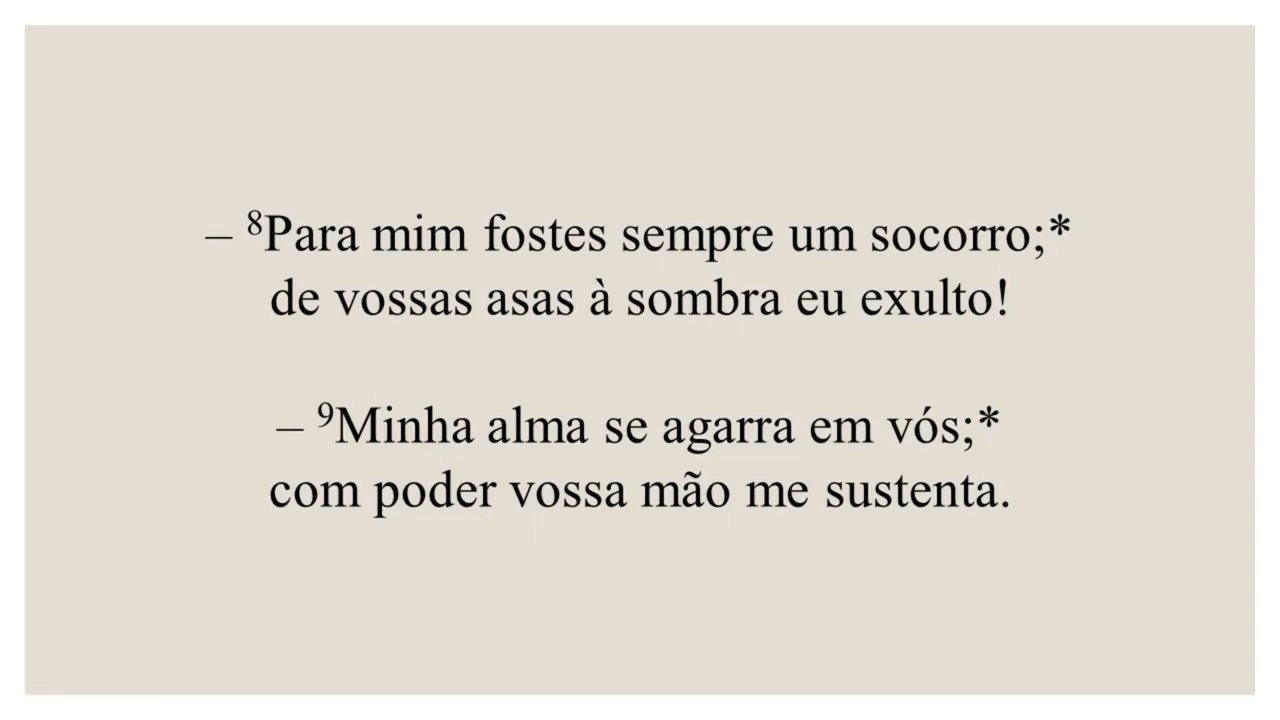 – ⁸Para mim fostes sempre um socorro;*
de vossas asas à sombra eu exulto!
– ⁹Minha alma se agarra em vós;*
com poder vossa mão me sustenta.